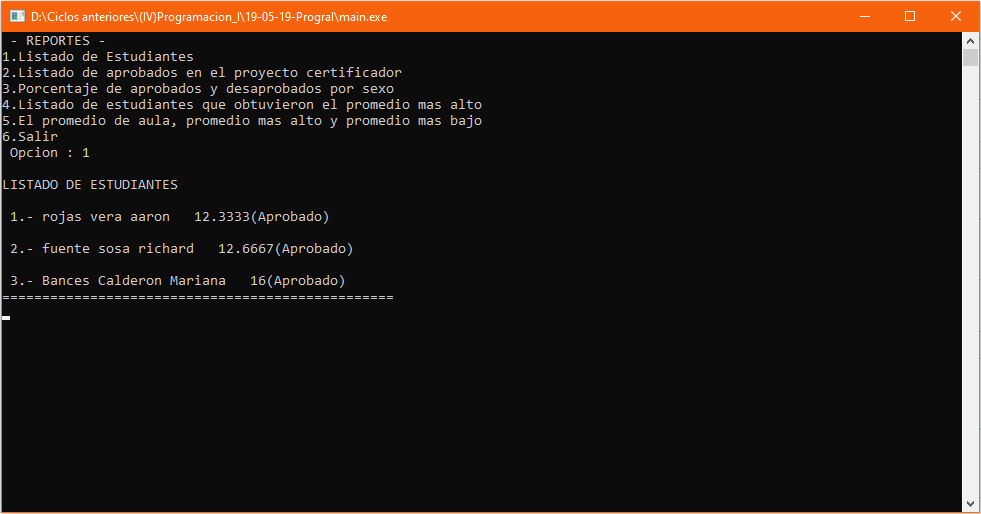 D:\Ciclos anteriores\(IV)Programacion_I\19-05-19-PrograI\main.exe
- REPORTES -
1.Listado de Estudiantes
2.Listado de aprobados en el proyecto certificador
3.Porcentaje de aprobados y desaprobados por sexo
4.Listado de estudiantes que obtuvieron el promedio mas alto
5.El promedio de aula, promedio mas alto y promedio mas bajo
6.Salir
Opcion : 1
LISTADO DE ESTUDIANTES
1.- rojas vera aaron   12.3333(Aprobado)
2.- fuente sosa richard   12.6667(Aprobado)
3.- Bances Calderon Mariana   16(Aprobado)
=================================================